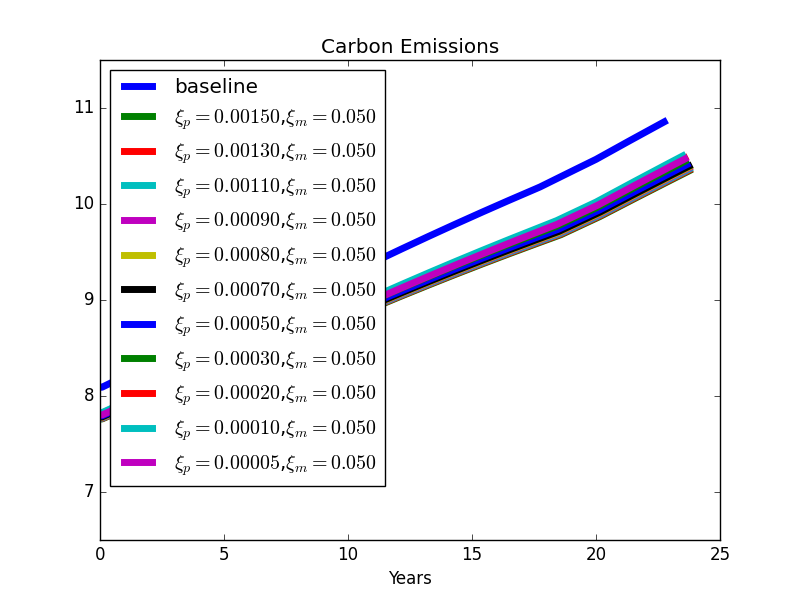 Carbon Emissions
11
10
9
8
7
baseline
ξp = 0.00150,ξm = 0.050
ξp = 0.00130,ξm = 0.050
ξp = 0.00110,ξm = 0.050
ξp = 0.00090,ξm = 0.050
ξp = 0.00080,ξm = 0.050
ξp = 0.00070,ξm = 0.050
ξp = 0.00050,ξm = 0.050
ξp = 0.00030,ξm = 0.050
ξp = 0.00020,ξm = 0.050
ξp = 0.00010,ξm = 0.050
ξp = 0.00005,ξm = 0.050
0 5 10 15 20 25
Years